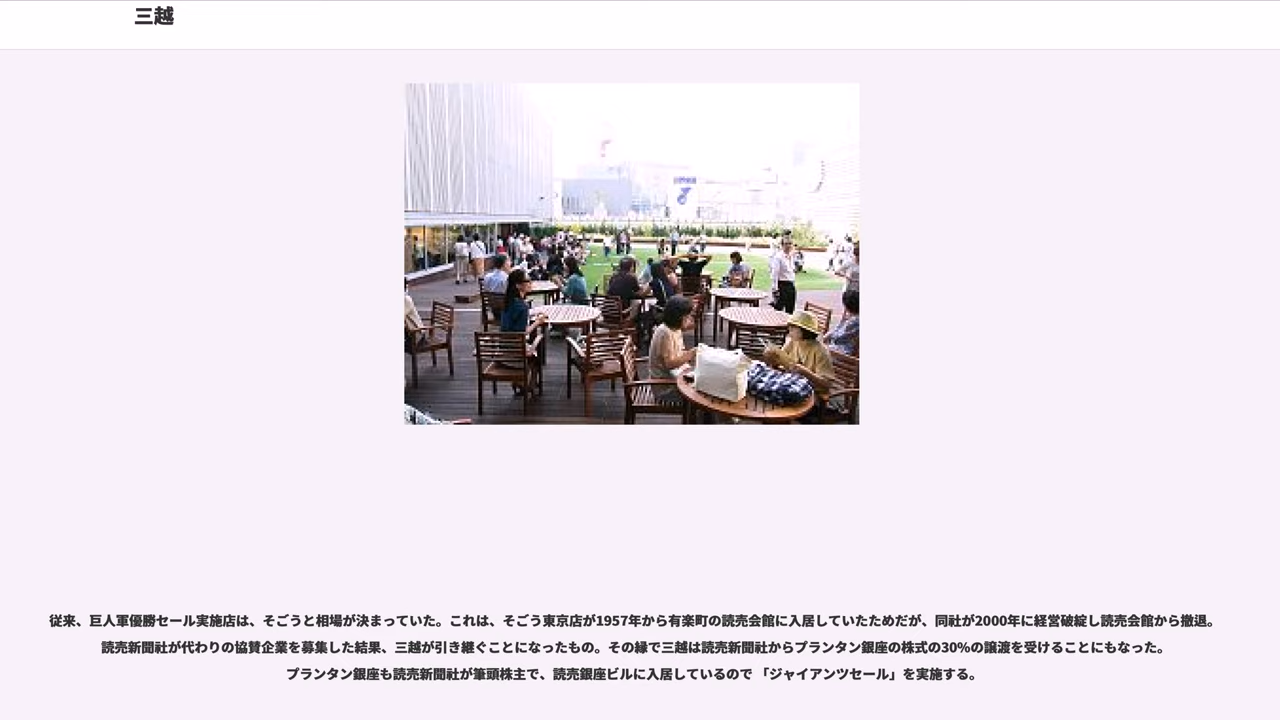 三越
従来、巨人軍優勝セール実施店は、そごうと相場が決まっていた。これは、そごう東京店が1957年から有楽町の読売会館に入居していたためだが、同社が2000年に経営破綻し読売会館から撤退。
読売新聞社が代わりの協賛企業を募集した結果、三越が引き継ぐことになったもの。その縁で三越は読売新聞社からプランタン銀座の株式の30%の譲渡を受けることにもなった。
プランタン銀座も読売新聞社が筆頭株主で、読売銀座ビルに入居しているので 「ジャイアンツセール」を実施する。